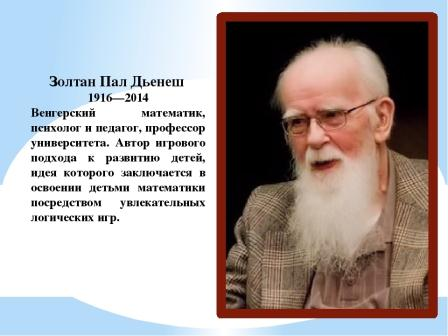 Золтан Пал Дьенеш
1916—2014
Венгерский математик,
психолог и педагог, профессор
университета. Автор игрового
подхода к развитию детей,
идея которого заключается в
освоении детьми математики
посредством увлекательных
логических игр.